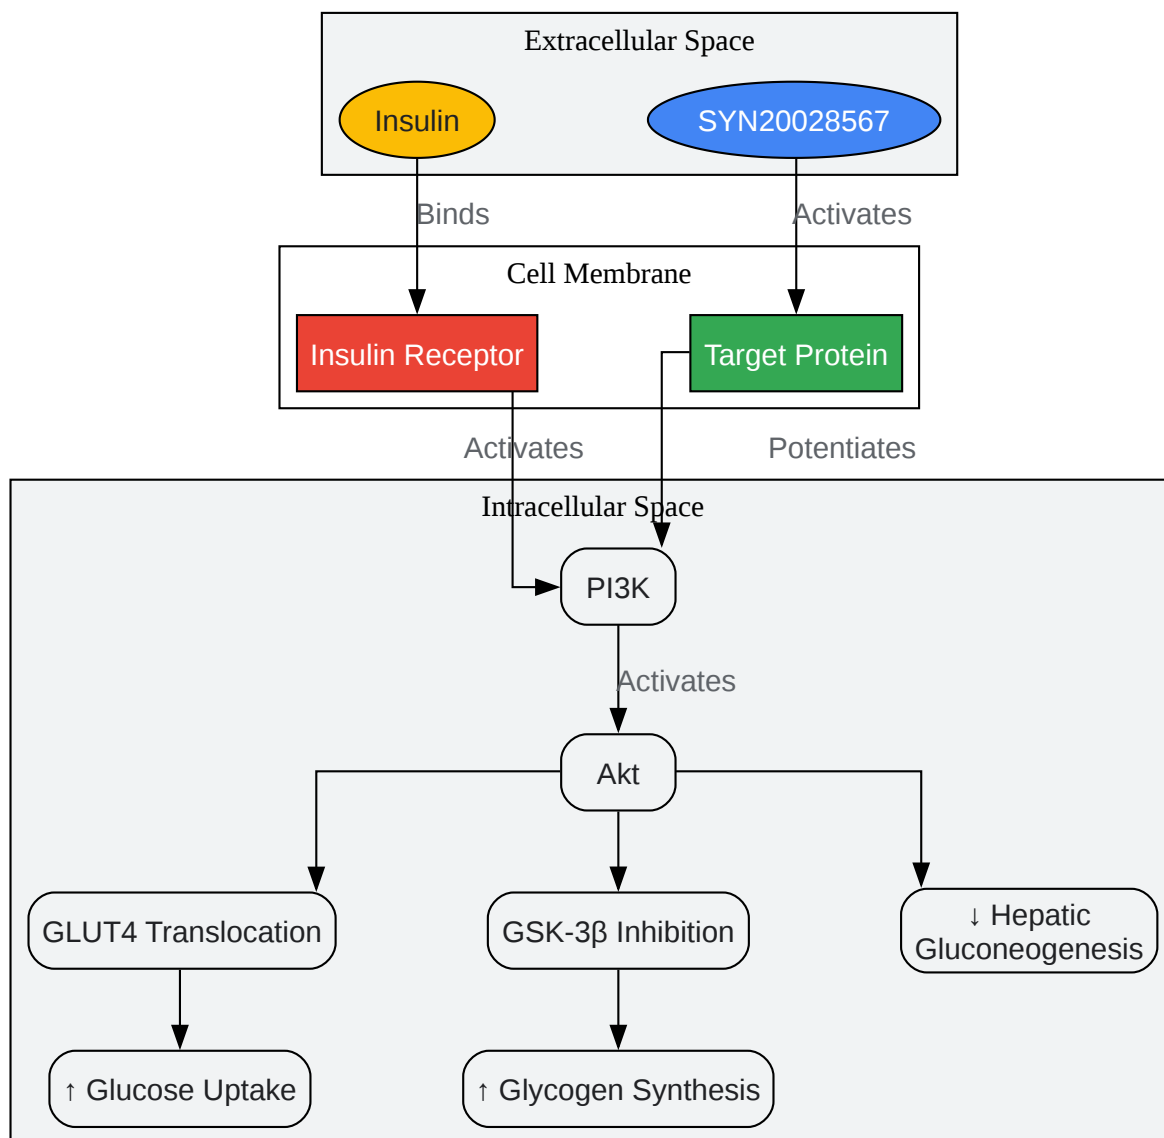 Extracellular Space
Insulin
SYN20028567
Binds
Activates
Cell Membrane
Insulin Receptor
Target Protein
Activates
Potentiates
Intracellular Space
PI3K
Activates
Akt
GLUT4 Translocation
GSK-3β Inhibition
↓ Hepatic
Gluconeogenesis
↑ Glucose Uptake
↑ Glycogen Synthesis